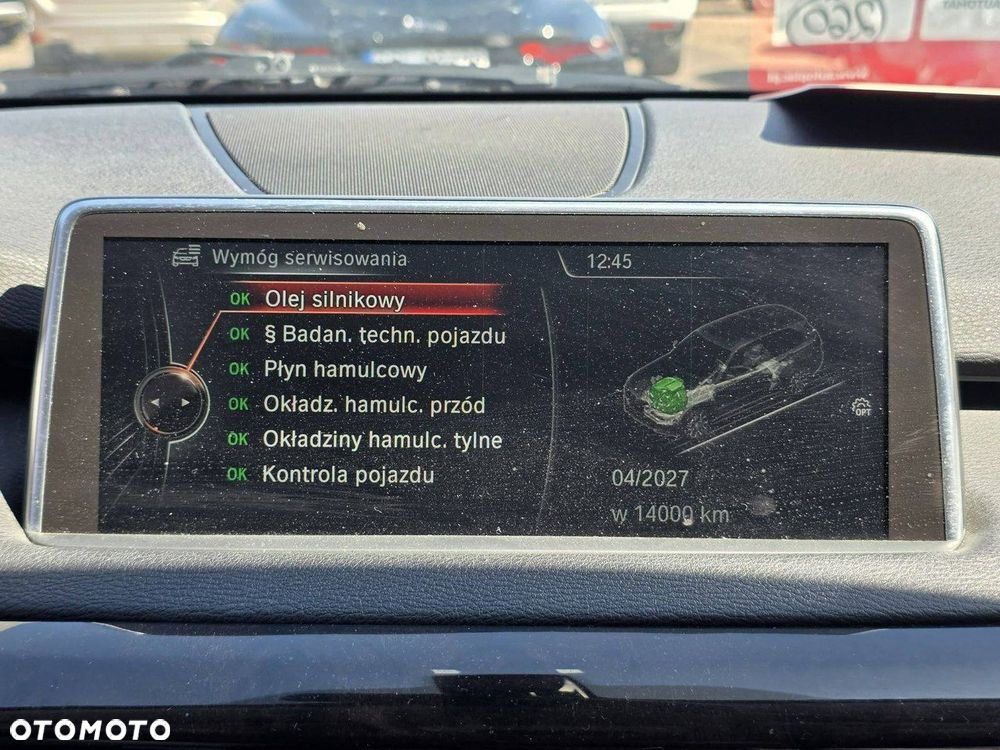 Wymóg serwisowania
12:45
OK Olej silnikowy
OK § Badan. techn. pojazdu
OK Płyn hamulcowy
OK Okładz. hamulc. przód
OK Okładziny hamulc. tylne
OK Kontrola pojazdu
OPT
04/2027
w 14000 km
OTOMOTO